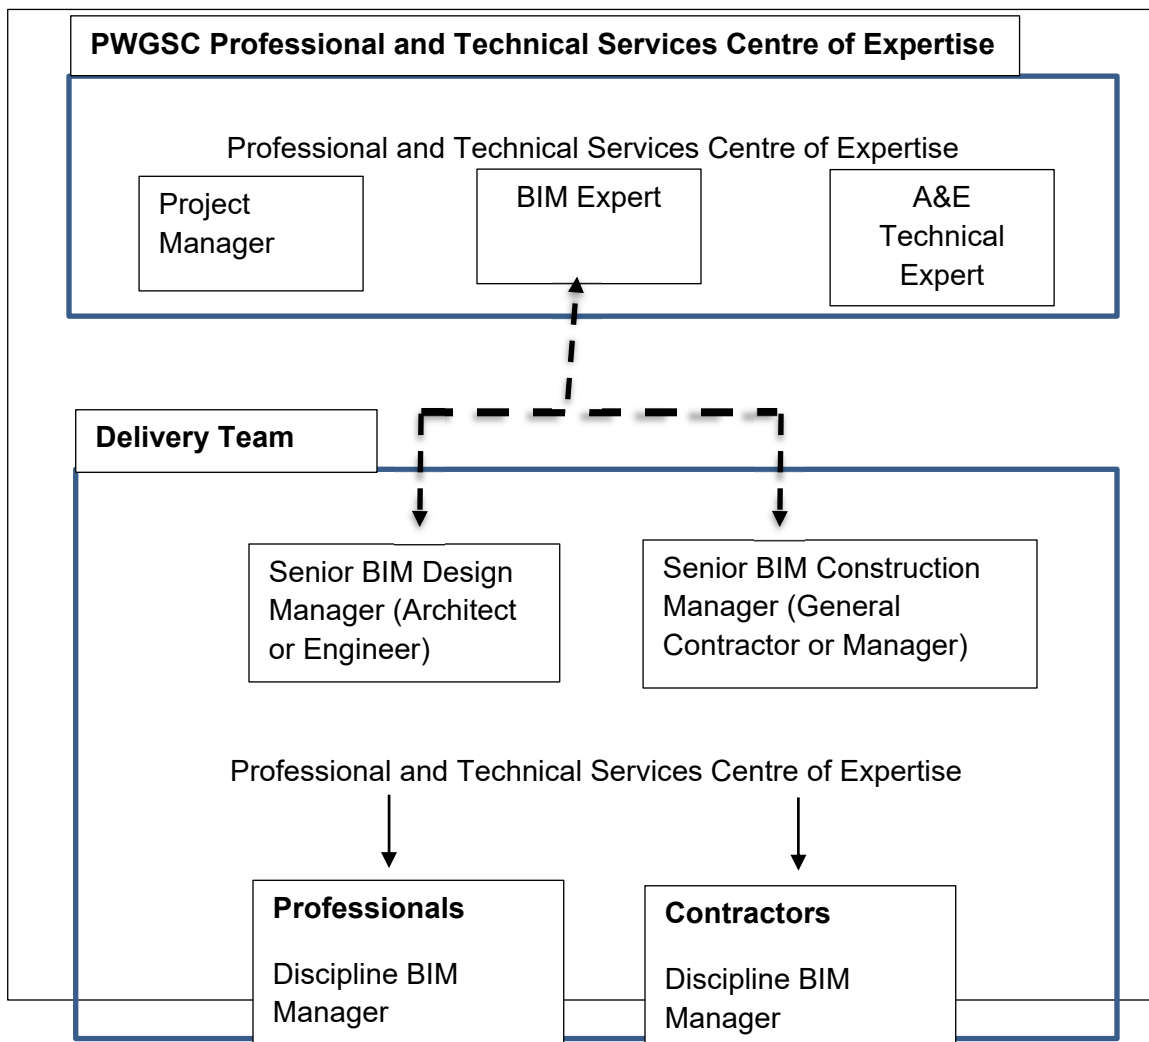 PWGSC Professional and Technical Services Centre of Expertise
Professional and Technical Services Centre of Expertise
Project
Manager
BIM Expert
A&E
Technical
Expert
Delivery Team
Senior BIM Design
Manager (Architect
or Engineer)
Senior BIM Construction
Manager (General
Contractor or Manager)
Professional and Technical Services Centre of Expertise
Professionals
Discipline BIM
Manager
Contractors
Discipline BIM
Manager